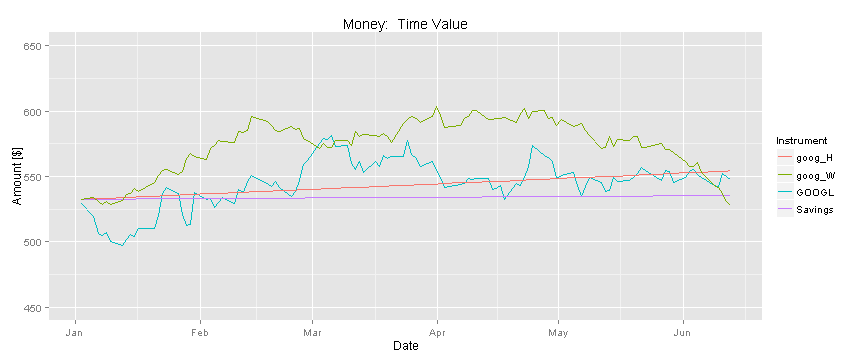 Money:  Time Value
650
600
550
500
450
Amount [$]
Jan Feb Mar Apr May Jun
Date
Instrument
goog_H
goog_W
GOOGL
Savings